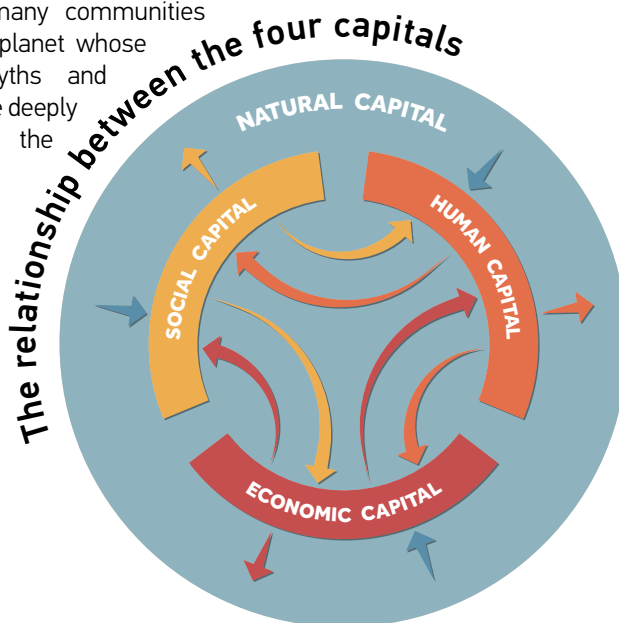 many communities
planet whose
and
deeply
the
The relationship between the four capitals
NATURAL CAPITAL
SOCIAL CAPITAL
HUMAN CAPITAL
ECONOMIC CAPITAL